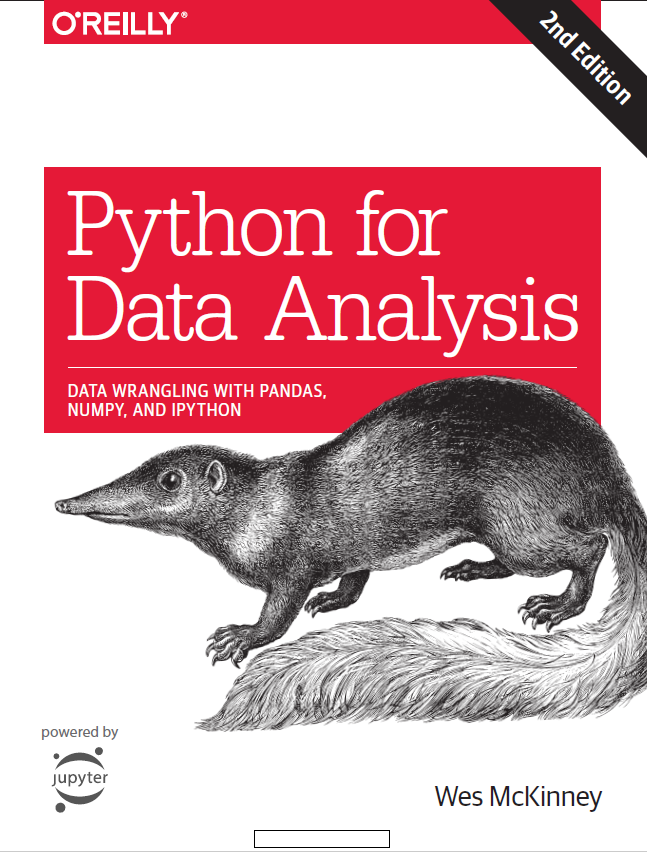 O'REILLY®
2nd Edition
Python for
Data Analysis
DATA WRANGLING WITH PANDAS,
NUMPY, AND IPYTHON
powered by
jupyter
Wes McKinney